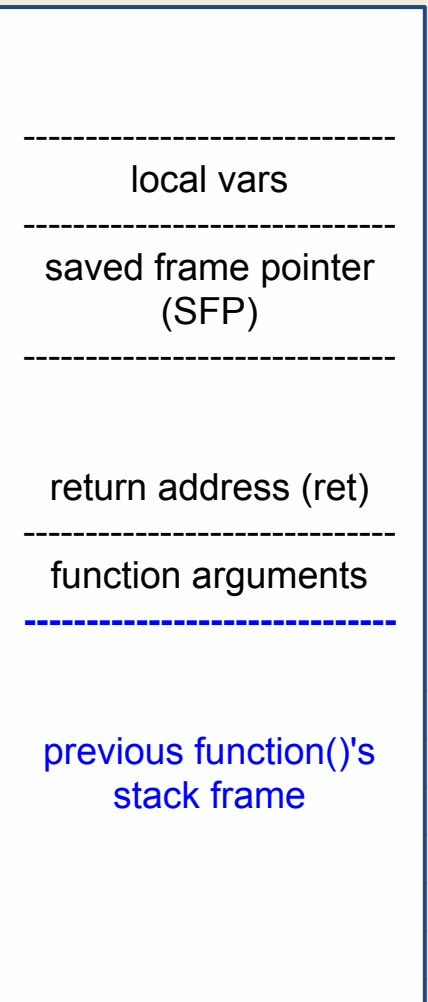 ------------------------------
local vars
------------------------------
saved frame pointer
(SFP)
------------------------------
return address (ret)
------------------------------
function arguments
------------------------------
previous function()'s
stack frame